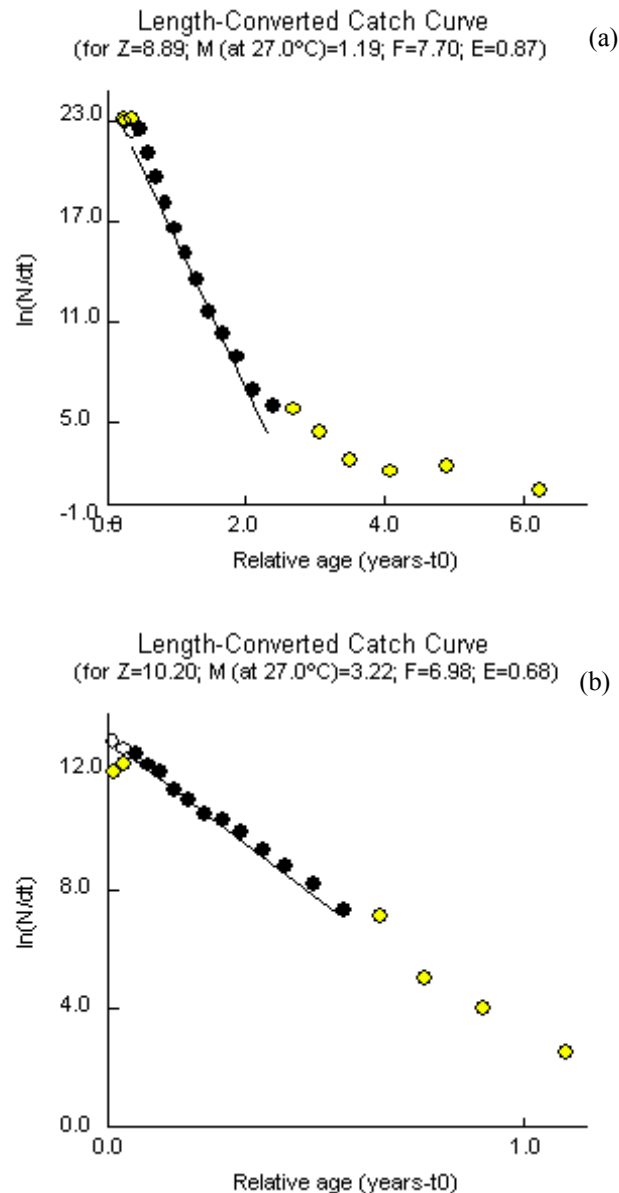 Length-Converted Catch Curve
(for Z=8.89; M (at 27.0°C)=1.19; F=7.70; E=0.87)
(a)
23.0
17.0
11.0
5.0
-1.0
0.0
2.0
4.0
6.0
ln(N/dt)
Relative age (years-t0)
Length-Converted Catch Curve
(for Z=10.20; M (at 27.0°C)=3.22; F=6.98; E=0.68)
(b)
12.0
8.0
4.0
0.0
0.0
1.0
ln(N/dt)
Relative age (years-t0)